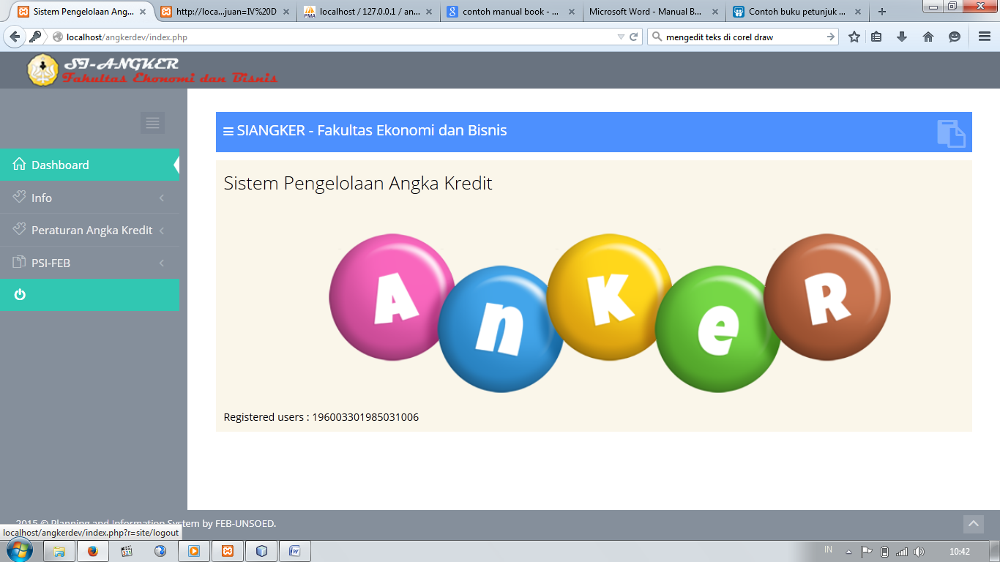 Sistem Pengelolaan Ang...
http://loca...juan=IV%20D
localhost / 127.0.0.1 / an...
contoh manual book - ...
Microsoft Word - Manual B...
Contoh buku petunjuk ...
localhost/angkerdev/index.php
mengedit teks di corel draw
SI-ANGKER
Fakultas Ekonomi dan Bisnis
SIANGKER - Fakultas Ekonomi dan Bisnis
Dashboard
Info
Peraturan Angka Kredit
PSI-FEB
Sistem Pengelolaan Angka Kredit
A n K e R
Registered users : 196003301985031006
2015 © Planning and Information System by FEB-UNSOED.
localhost/angkerdev/index.php?r=site/logout
IN
10:42